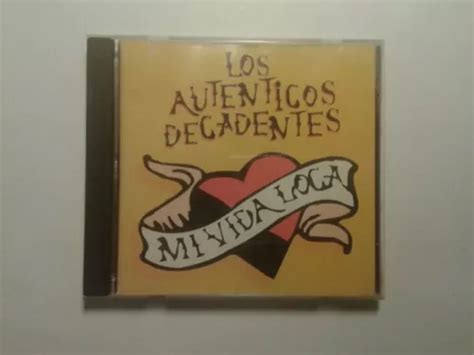 LOS
AUTENTICOS
DECADENTES
MI VIDA LOCA